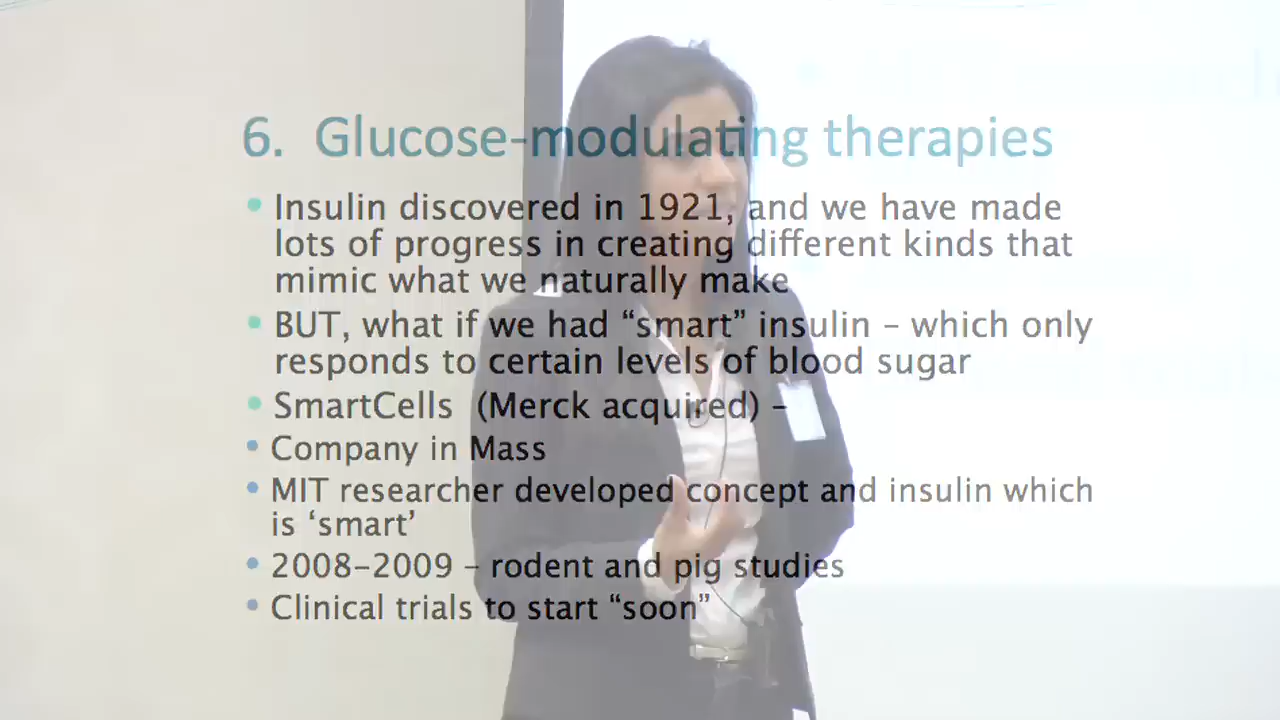 6. Glucose-modulating therapies
• Insulin discovered in 1921, and we have made
lots of progress in creating different kinds that
mimic what we naturally make
• BUT, what if we had “smart” insulin – which only
responds to certain levels of blood sugar
• SmartCells (Merck acquired) –
• Company in Mass
• MIT researcher developed concept and insulin which
is ‘smart’
• 2008-2009 – rodent and pig studies
• Clinical trials to start “soon”